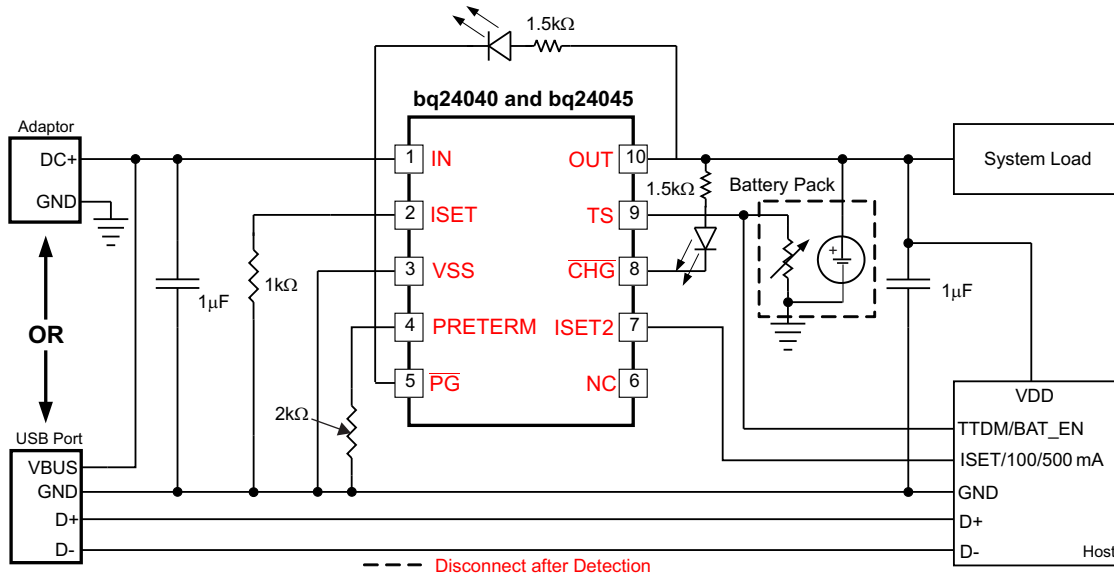 1.5kΩ
bq24040 and bq24045
Adaptor
DC+
GND
OR
USB Port
VBUS
GND
D+
D-
1μF
1kΩ
2kΩ
1 IN
2 ISET
3 VSS
4 PRETERM
5 PG
OUT 10
TS 9
CHG 8
ISET2 7
NC 6
1.5kΩ
Battery Pack
+
1μF
System Load
VDD
TTDM/BAT_EN
ISET/100/500 mA
GND
D+
D-
Host
Disconnect after Detection